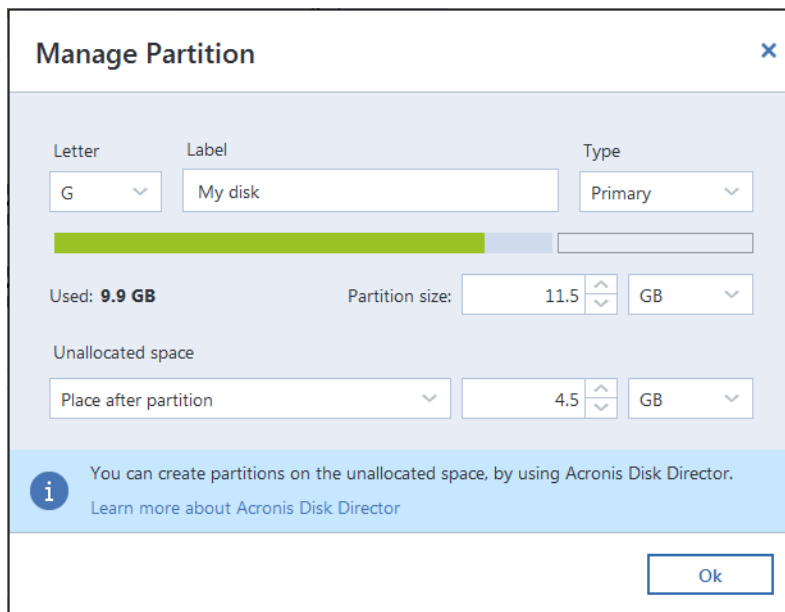 Manage Partition
Letter Label Type
G My disk Primary
Used: 9.9 GB Partition size: 11.5 GB
Unallocated space
Place after partition 4.5 GB
You can create partitions on the unallocated space, by using Acronis Disk Director.
Learn more about Acronis Disk Director
Ok